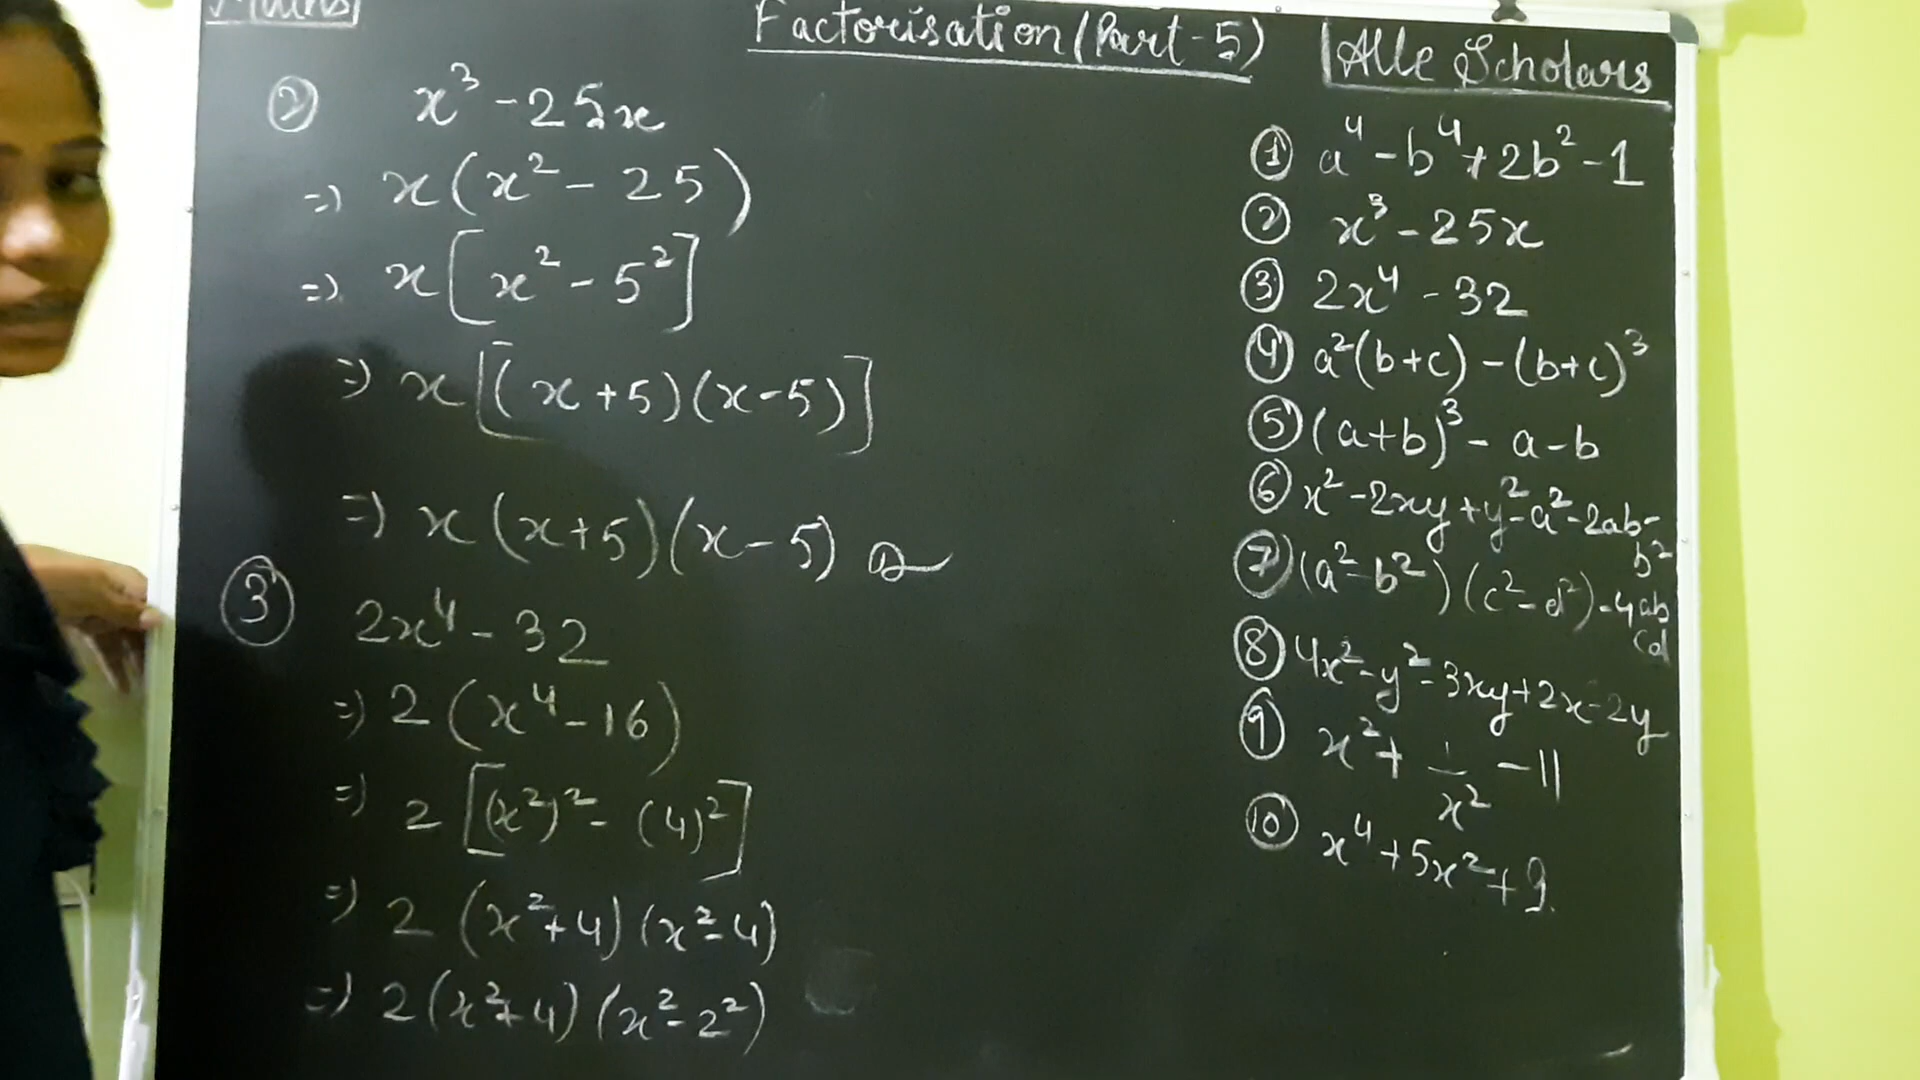 Maths
Factorisation (Part-5)
Alle Scholars
② x³ - 25x
=> x(x² - 25)
=> x[x² - 5²]
=> x[(x+5)(x-5)]
=> x(x+5)(x-5)
③ 2x⁴ - 32
=> 2(x⁴ - 16)
=> 2[(x²)² - (4)²]
=> 2(x²+4)(x²-4)
=> 2(x²+4)(x²-2²)
① a⁴ - b⁴ + 2b² - 1
② x³ - 25x
③ 2x⁴ - 32
④ a²(b+c) - (b+c)³
⑤ (a+b)³ - a - b
⑥ x² - 2xy + y² - a² - 2ab -
b²
⑦ (a² - b²)(c² - d²) - 4ab
cd
⑧ 4x² - y² - 3xy + 2x - 2y
⑨ x² + 1/x² - 11
⑩ x⁴ + 5x² + 9